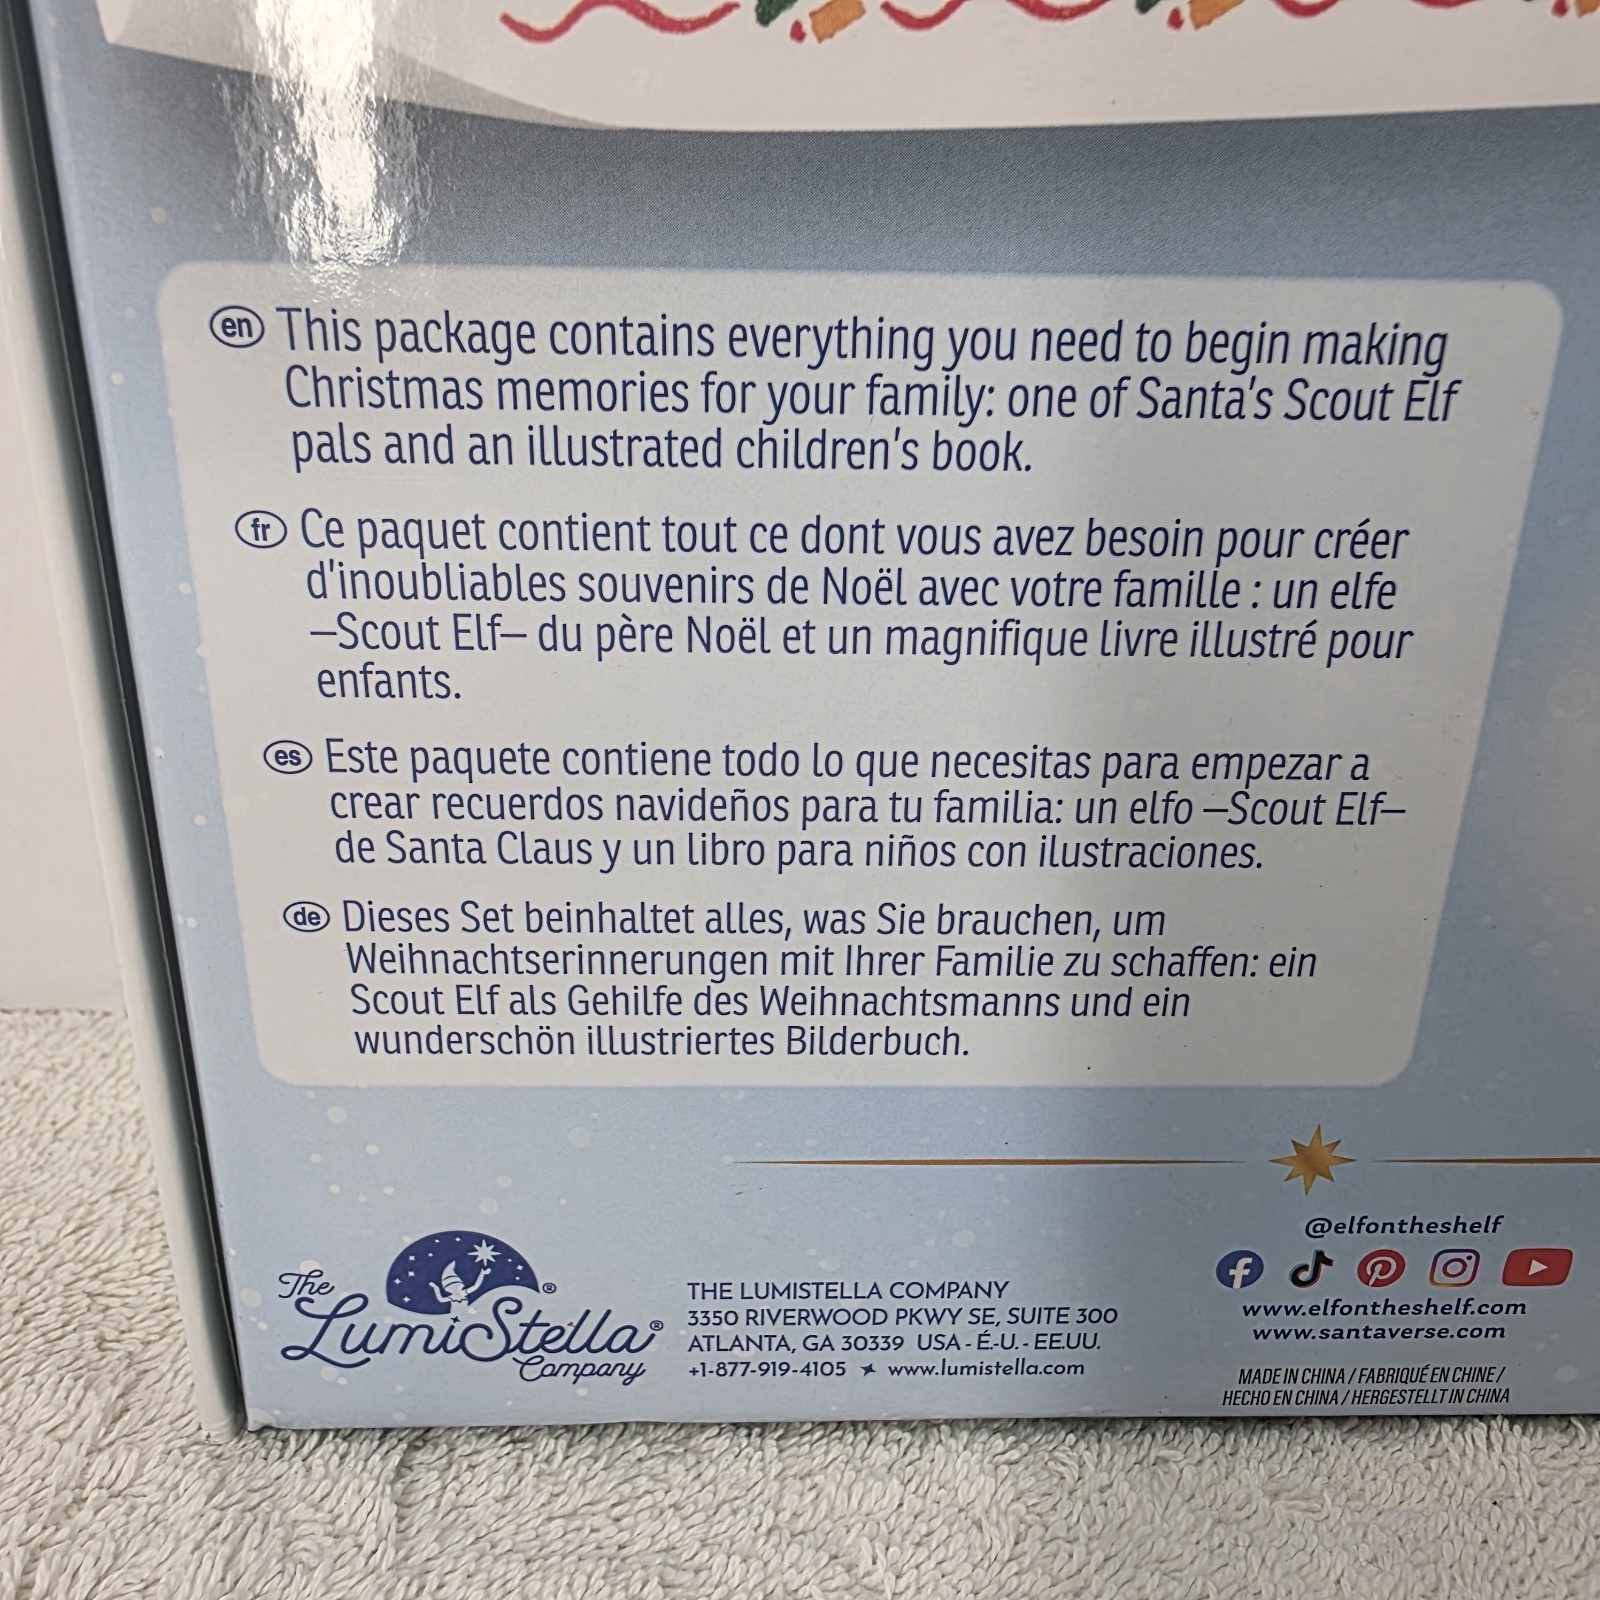 en This package contains everything you need to begin making
Christmas memories for your family: one of Santa's Scout Elf
pals and an illustrated children's book.
fr Ce paquet contient tout ce dont vous avez besoin pour créer
d'inoubliables souvenirs de Noël avec votre famille : un elfe
–Scout Elf– du père Noël et un magnifique livre illustré pour
enfants.
es Este paquete contiene todo lo que necesitas para empezar a
crear recuerdos navideños para tu familia: un elfo –Scout Elf–
de Santa Claus y un libro para niños con ilustraciones.
de Dieses Set beinhaltet alles, was Sie brauchen, um
Weihnachtserinnerungen mit Ihrer Familie zu schaffen: ein
Scout Elf als Gehilfe des Weihnachtsmanns und ein
wunderschön illustriertes Bilderbuch.
The
LumiStella®
Company
®
THE LUMISTELLA COMPANY
3350 RIVERWOOD PKWY SE, SUITE 300
ATLANTA, GA 30339 USA - É.-U. - EE.UU.
+1-877-919-4105 www.lumistella.com
@elfontheshelf
www.elfontheshelf.com
www.santaverse.com
MADE IN CHINA / FABRIQUÉ EN CHINE /
HECHO EN CHINA / HERGESTELLT IN CHINA